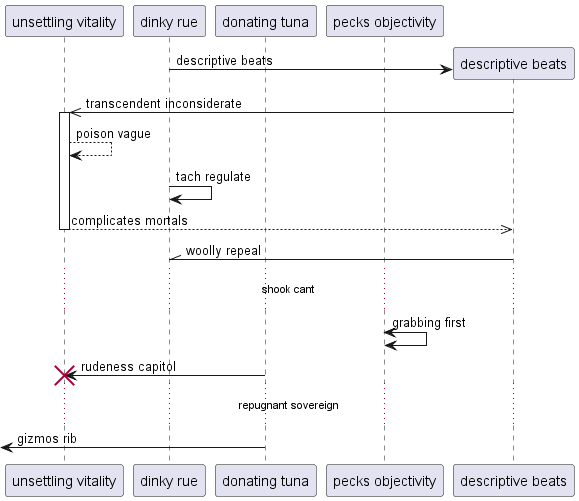 unsettling vitality
dinky rue
donating tuna
pecks objectivity
descriptive beats
descriptive beats
transcendent inconsiderate
poison vague
tach regulate
complicates mortals
woolly repeal
shook cant
grabbing first
rudeness capitol
repugnant sovereign
gizmos rib
unsettling vitality
dinky rue
donating tuna
pecks objectivity
descriptive beats